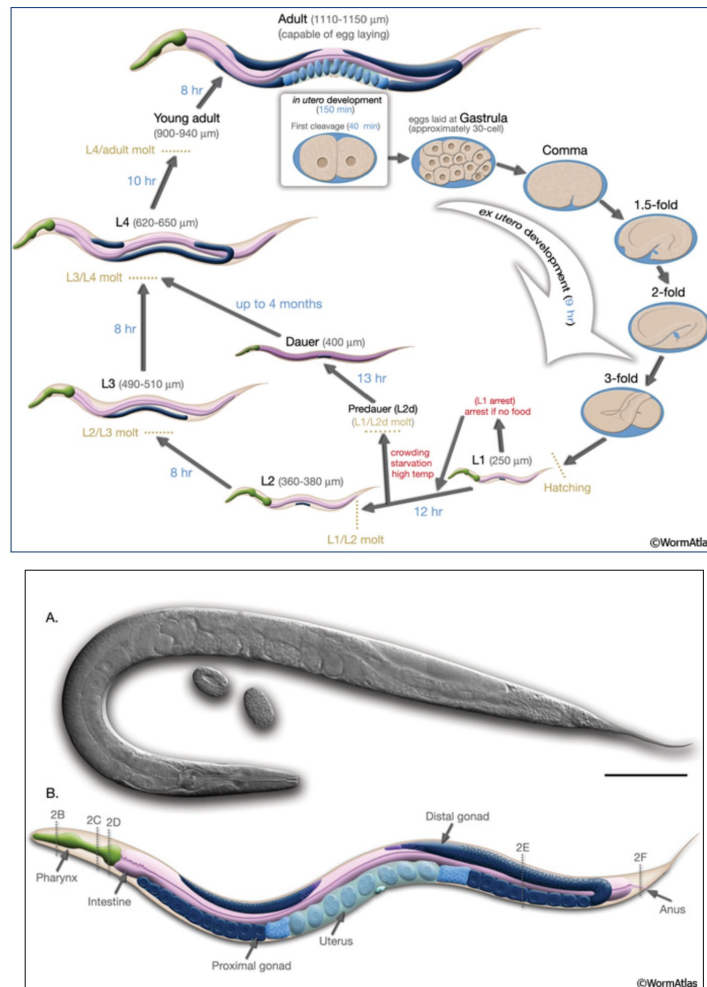 Adult (1110-1150 μm)
(capable of egg laying)
8 hr
in utero development
(150 min)
First cleavage (40 min)
eggs laid at Gastrula
(approximately 30-cell)
Comma
Young adult
(900-940 μm)
L4/adult molt
10 hr
1.5-fold
L4 (620-650 μm)
ex utero development (9 hr)
2-fold
L3/L4 molt
up to 4 months
8 hr
Dauer (400 μm)
3-fold
13 hr
L3 (490-510 μm)
Predauer (L2d)
(L1/L2d molt)
(L1 arrest)
arrest if no food
L2/L3 molt
crowding
starvation
high temp
L1 (250 μm)
8 hr
L2 (360-380 μm)
Hatching
12 hr
L1/L2 molt
©WormAtlas
A.
B.
2B
2C
2D
Distal gonad
2E
2F
Pharynx
Intestine
Anus
Uterus
Proximal gonad
©WormAtlas